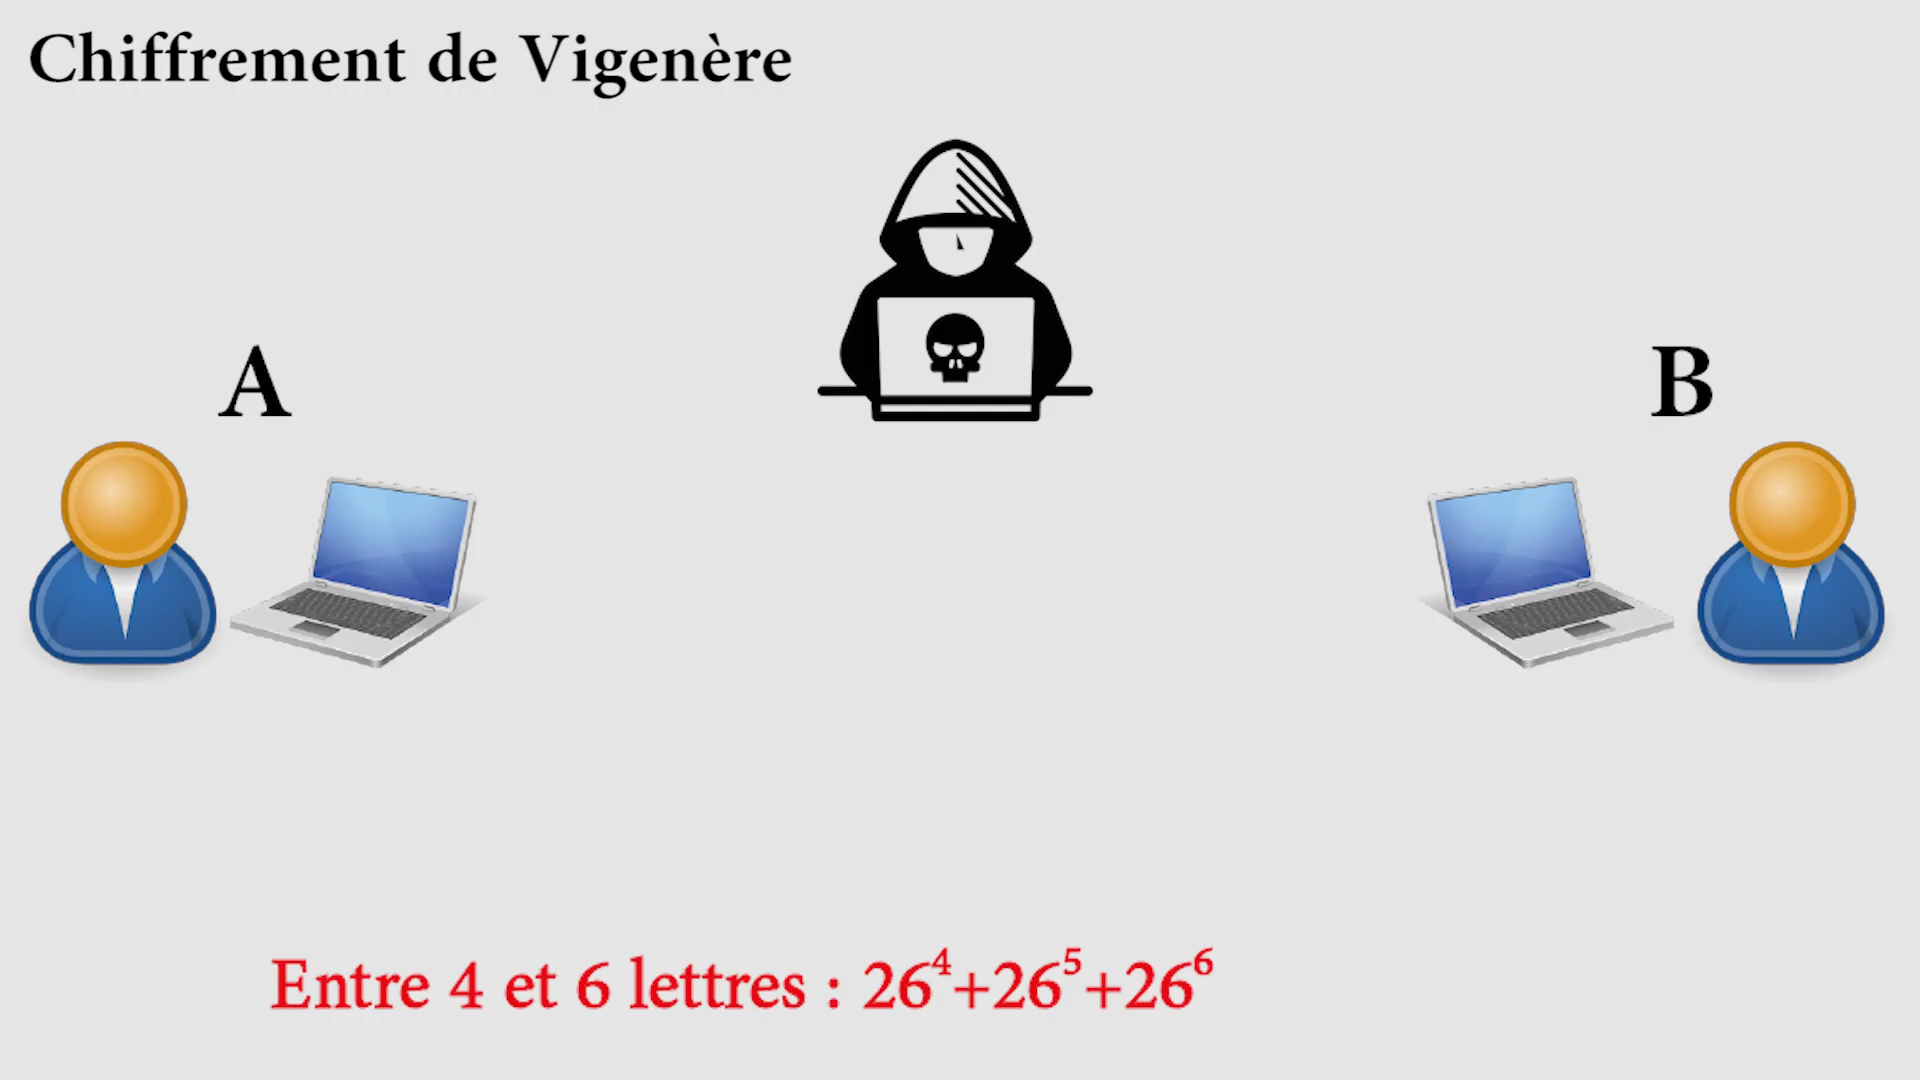 Chiffrement de Vigenère
A
B
Entre 4 et 6 lettres : 26⁴+26⁵+26⁶